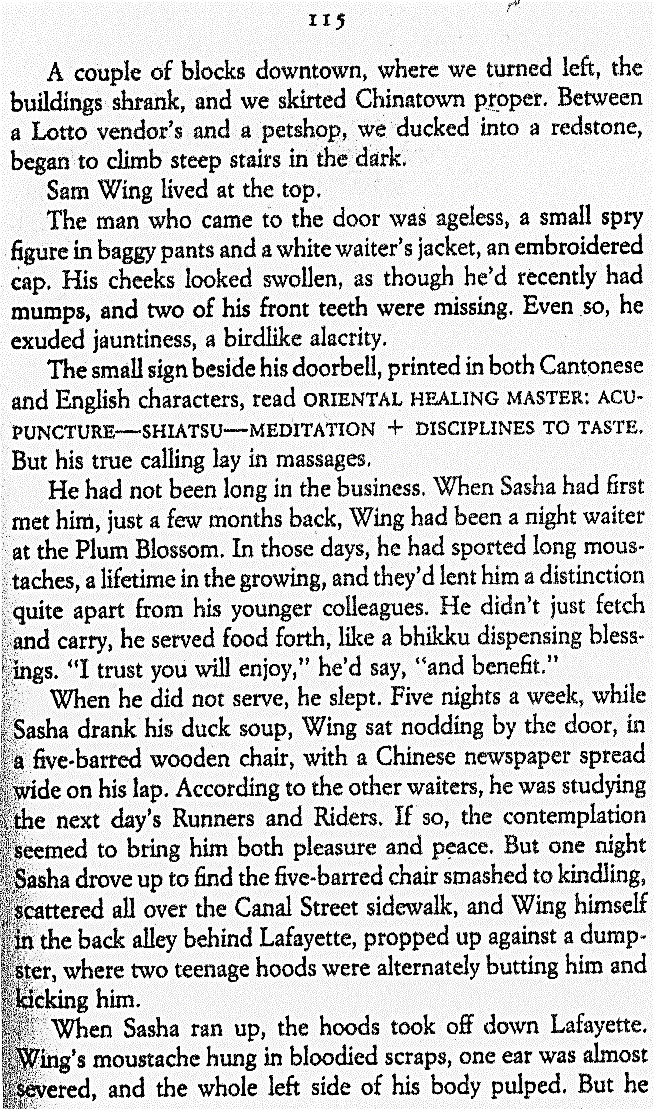 115
A couple of blocks downtown, where we turned left, the
buildings shrank, and we skirted Chinatown proper. Between
a Lotto vendor's and a petshop, we ducked into a redstone,
began to climb steep stairs in the dark.
Sam Wing lived at the top.
The man who came to the door was ageless, a small spry
figure in baggy pants and a white waiter's jacket, an embroidered
cap. His cheeks looked swollen, as though he'd recently had
mumps, and two of his front teeth were missing. Even so, he
exuded jauntiness, a birdlike alacrity.
The small sign beside his doorbell, printed in both Cantonese
and English characters, read ORIENTAL HEALING MASTER: ACU-
PUNCTURE—SHIATSU—MEDITATION + DISCIPLINES TO TASTE.
But his true calling lay in massages.
He had not been long in the business. When Sasha had first
met him, just a few months back, Wing had been a night waiter
at the Plum Blossom. In those days, he had sported long mous-
taches, a lifetime in the growing, and they'd lent him a distinction
quite apart from his younger colleagues. He didn't just fetch
and carry, he served food forth, like a bhikku dispensing bless-
ings. "I trust you will enjoy," he'd say, "and benefit."
When he did not serve, he slept. Five nights a week, while
Sasha drank his duck soup, Wing sat nodding by the door, in
a five-barred wooden chair, with a Chinese newspaper spread
wide on his lap. According to the other waiters, he was studying
the next day's Runners and Riders. If so, the contemplation
seemed to bring him both pleasure and peace. But one night
Sasha drove up to find the five-barred chair smashed to kindling,
scattered all over the Canal Street sidewalk, and Wing himself
in the back alley behind Lafayette, propped up against a dump-
ster, where two teenage hoods were alternately butting him and
kicking him.
When Sasha ran up, the hoods took off down Lafayette.
Wing's moustache hung in bloodied scraps, one ear was almost
severed, and the whole left side of his body pulped. But he